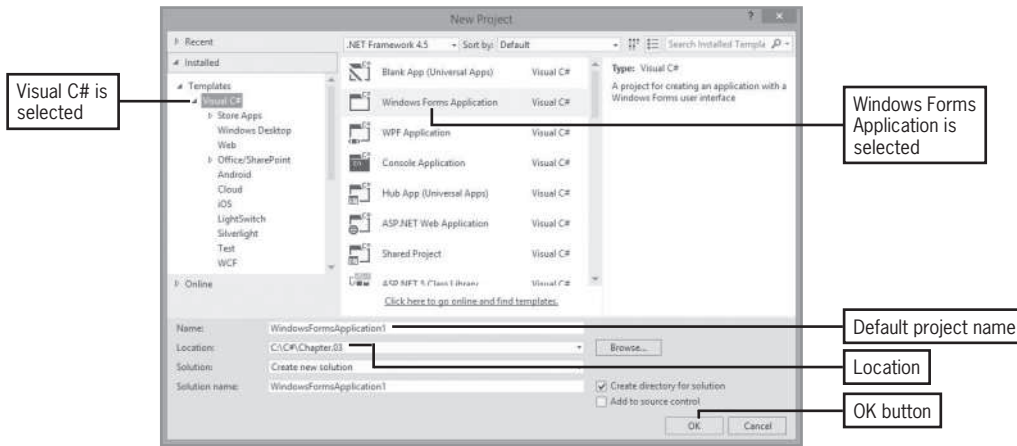 New Project
? ×
Recent
.NET Framework 4.5
Sort by: Default
Search Installed Templa
Installed
Templates
Visual C#
Store Apps
Windows Desktop
Web
Office/SharePoint
Android
Cloud
iOS
LightSwitch
Silverlight
Test
WCF
Online
Blank App (Universal Apps) Visual C#
Windows Forms Application Visual C#
WPF Application Visual C#
Console Application Visual C#
Hub App (Universal Apps) Visual C#
ASP.NET Web Application Visual C#
Shared Project Visual C#
ASP.NET 5 Class Library Visual C#
Click here to go online and find templates.
Type: Visual C#
A project for creating an application with a
Windows Forms user interface
Name: WindowsFormsApplication1
Location: C:\C#\Chapter.03
Browse...
Solution: Create new solution
Solution name: WindowsFormsApplication1
Create directory for solution
Add to source control
OK Cancel
Visual C# is
selected
Windows Forms
Application is
selected
Default project name
Location
OK button